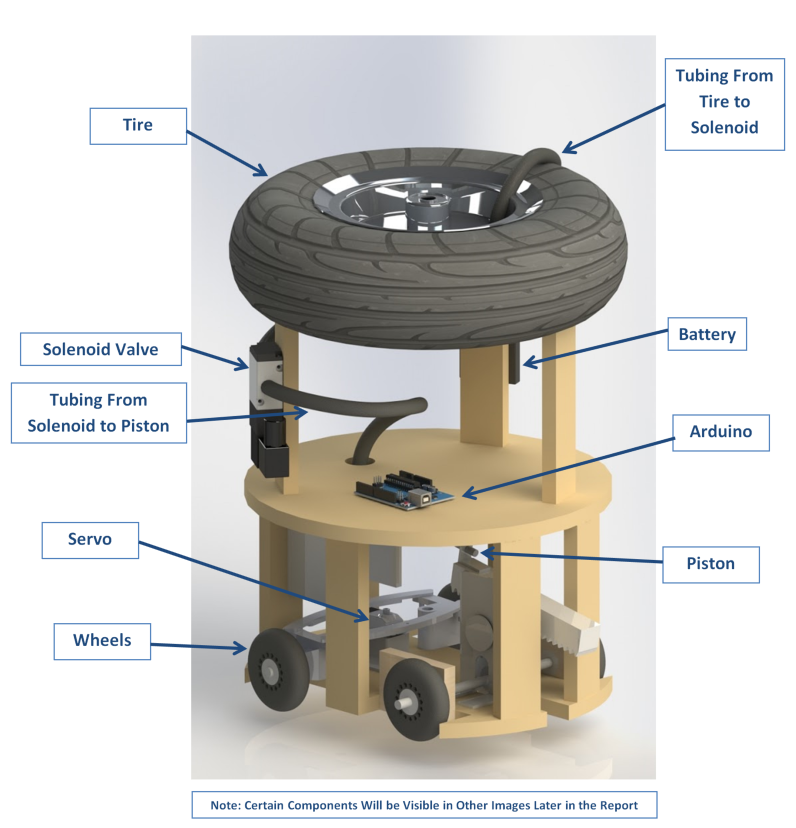 Tubing From
Tire to
Solenoid
Tire
Solenoid Valve
Battery
Tubing From
Solenoid to Piston
Arduino
Servo
Piston
Wheels
Note: Certain Components Will be Visible in Other Images Later in the Report